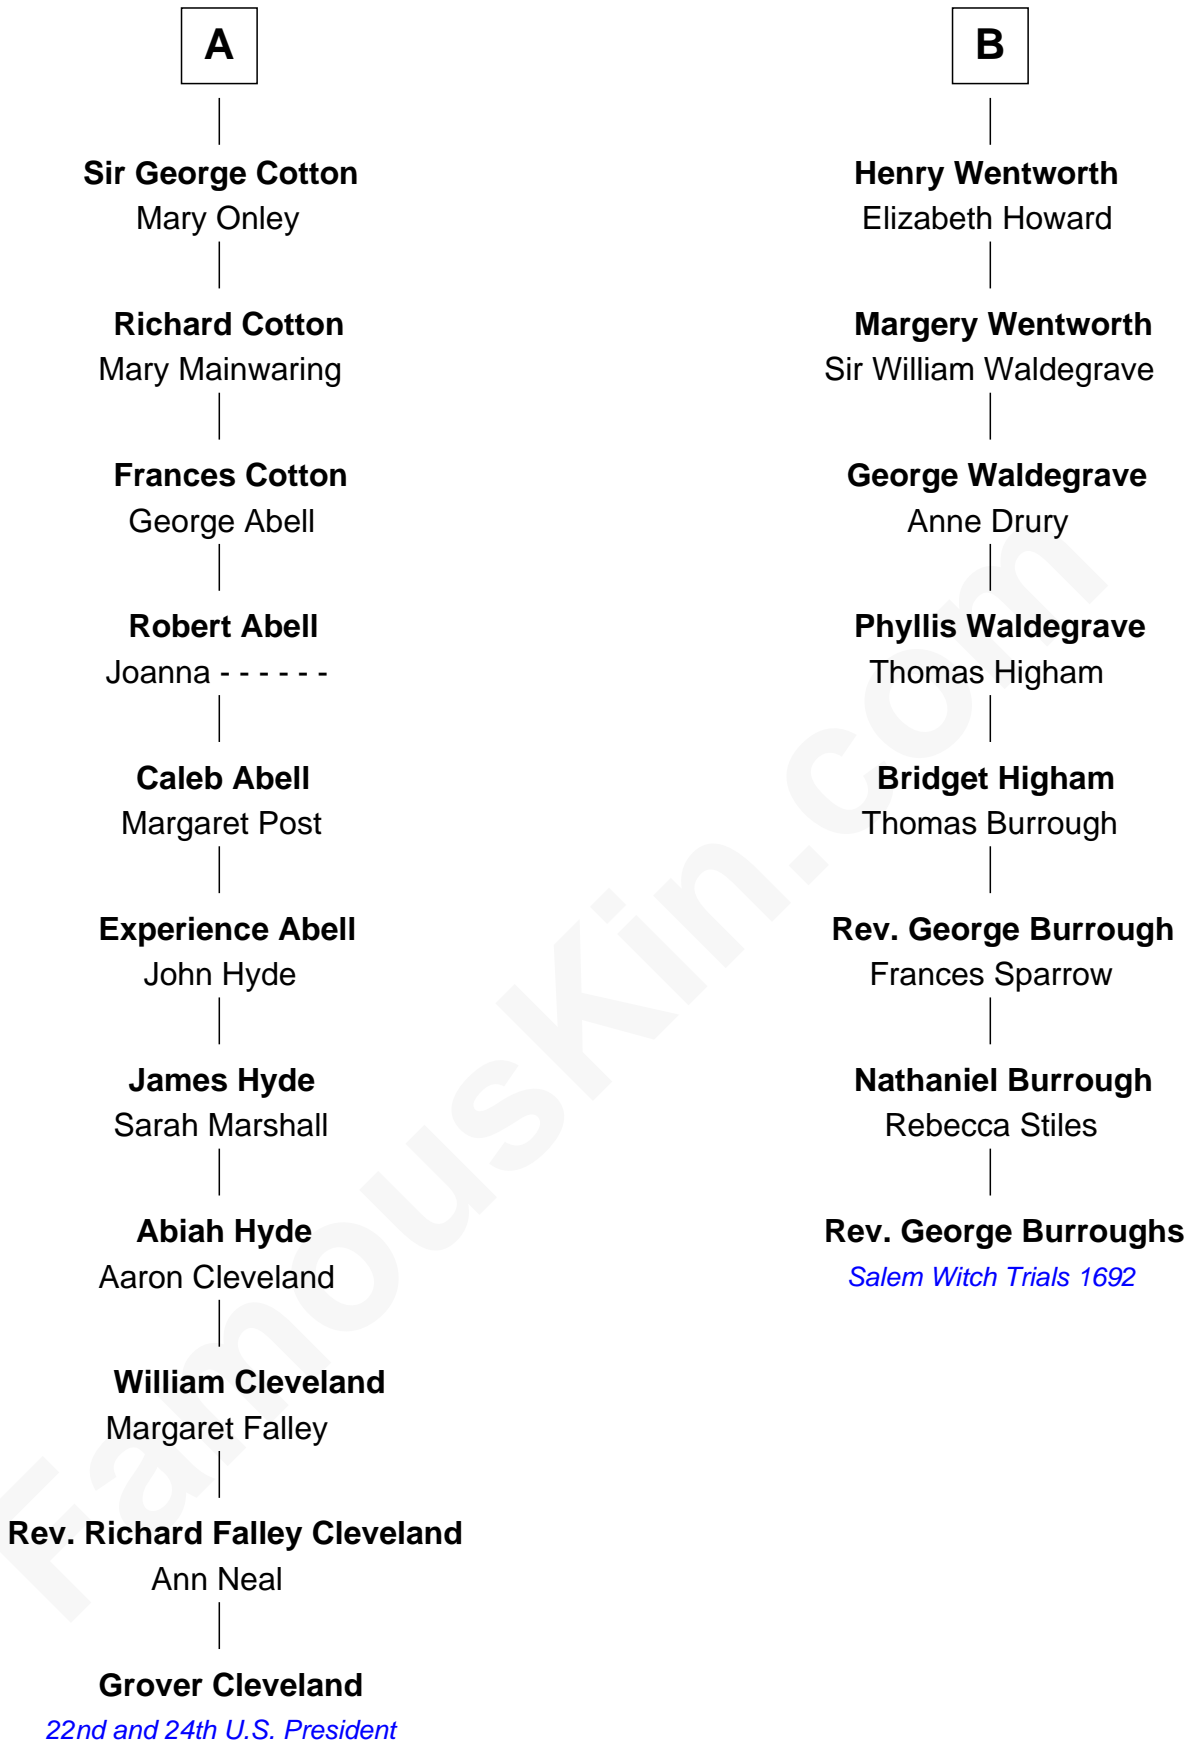 A
Sir George Cotton
Mary Onley
Richard Cotton
Mary Mainwaring
Frances Cotton
George Abell
Robert Abell
Joanna - - - - - -
Caleb Abell
Margaret Post
Experience Abell
John Hyde
James Hyde
Sarah Marshall
Abiah Hyde
Aaron Cleveland
William Cleveland
Margaret Falley
Rev. Richard Falley Cleveland
Ann Neal
Grover Cleveland
22nd and 24th U.S. President
B
Henry Wentworth
Elizabeth Howard
Margery Wentworth
Sir William Waldegrave
George Waldegrave
Anne Drury
Phyllis Waldegrave
Thomas Higham
Bridget Higham
Thomas Burrough
Rev. George Burrough
Frances Sparrow
Nathaniel Burrough
Rebecca Stiles
Rev. George Burroughs
Salem Witch Trials 1692
FamousKin.com